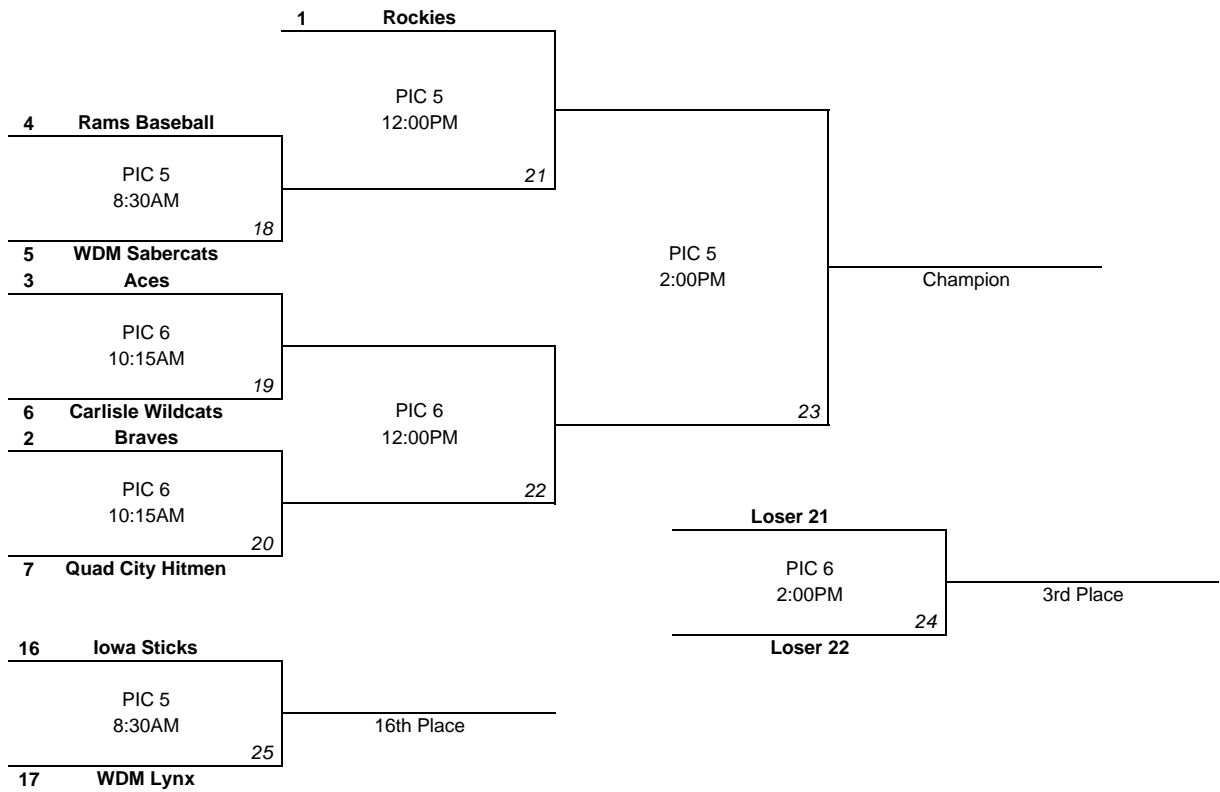 1 Rockies
PIC 5
12:00PM
4 Rams Baseball
PIC 5
8:30AM
21
18
5 WDM Sabercats
3 Aces
PIC 5
2:00PM
Champion
PIC 6
10:15AM
19
6 Carlisle Wildcats
2 Braves
PIC 6
12:00PM
23
PIC 6
10:15AM
22
20
7 Quad City Hitmen
Loser 21
PIC 6
2:00PM
3rd Place
24
Loser 22
16 Iowa Sticks
PIC 5
8:30AM
16th Place
25
17 WDM Lynx